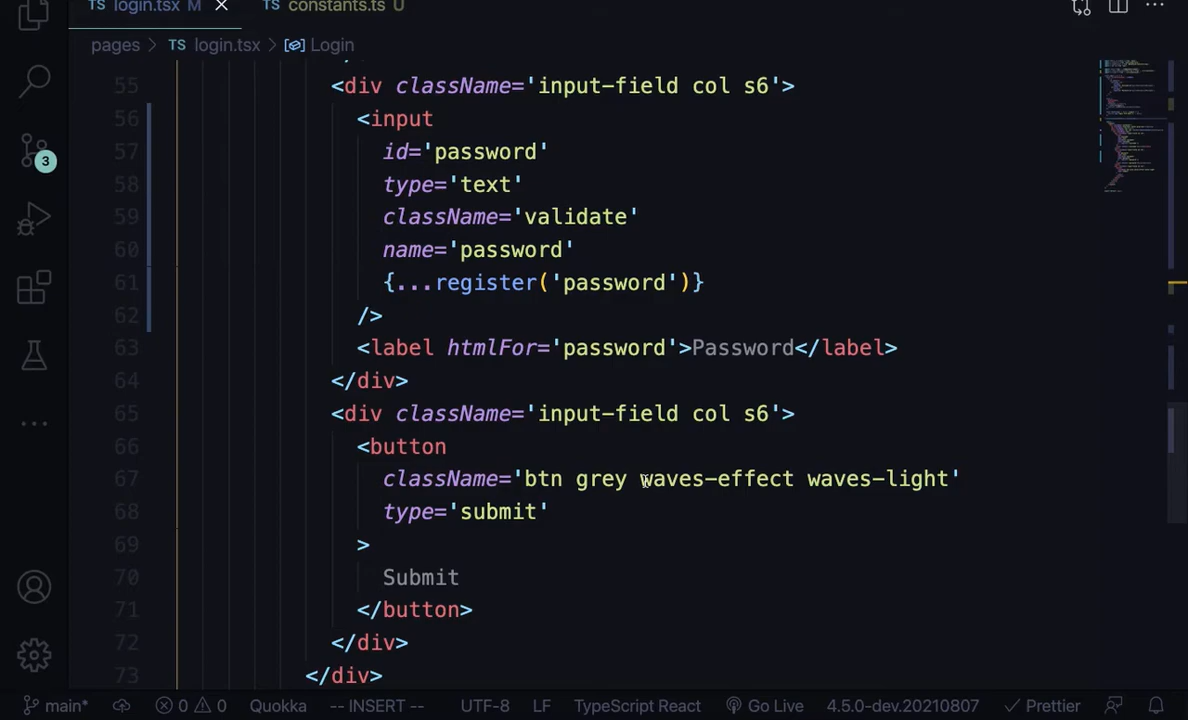 TS login.tsx M × TS constants.ts U ...
pages > TS login.tsx > Login
55 <div className='input-field col s6'>
56 <input
57 id='password'
58 type='text'
59 className='validate'
60 name='password'
61 {...register('password')}
62 />
63 <label htmlFor='password'>Password</label>
64 </div>
65 <div className='input-field col s6'>
66 <button
67 className='btn grey waves-effect waves-light'
68 type='submit'
69 >
70 Submit
71 </button>
72 </div>
73 </div>
3
main* 0 0 Quokka -- INSERT -- UTF-8 LF TypeScript React Go Live 4.5.0-dev.20210807 Prettier